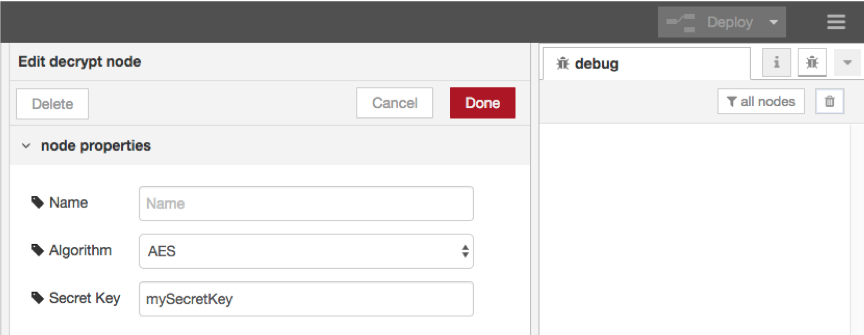 Deploy
Edit decrypt node
debug
i
Delete
Cancel
Done
all nodes
node properties
Name
Name
Algorithm
AES
Secret Key
mySecretKey